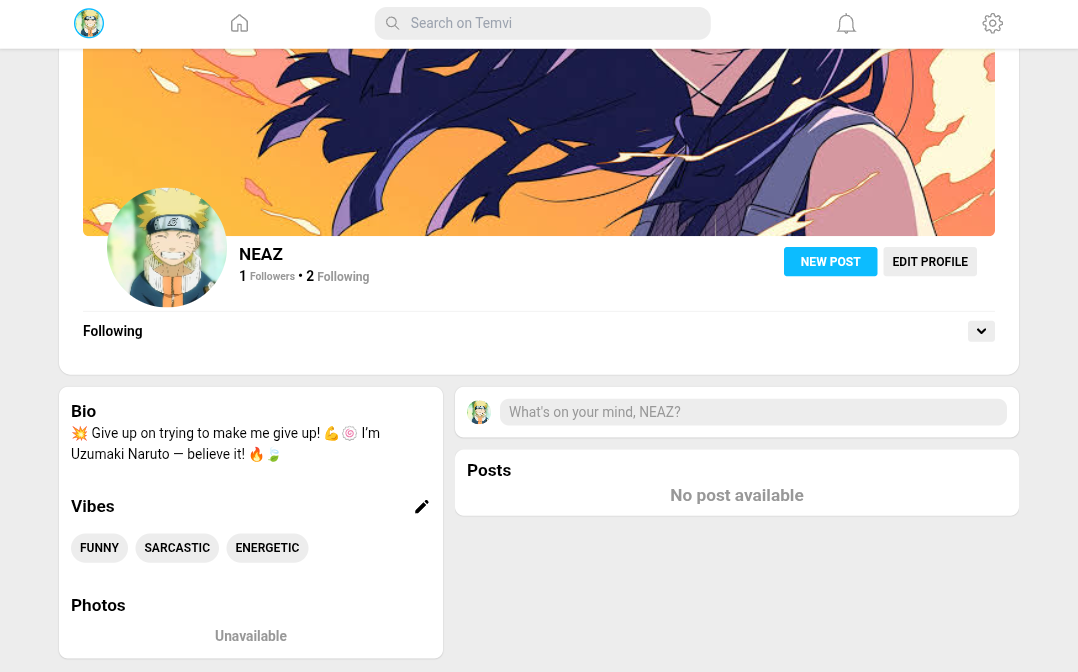 Search on Temvi
NEAZ
1 Followers • 2 Following
NEW POST
EDIT PROFILE
Following
Bio
💥 Give up on trying to make me give up! 💪🍥 I’m
Uzumaki Naruto — believe it! 🔥🍃
Vibes
FUNNY
SARCASTIC
ENERGETIC
Photos
Unavailable
What's on your mind, NEAZ?
Posts
No post available